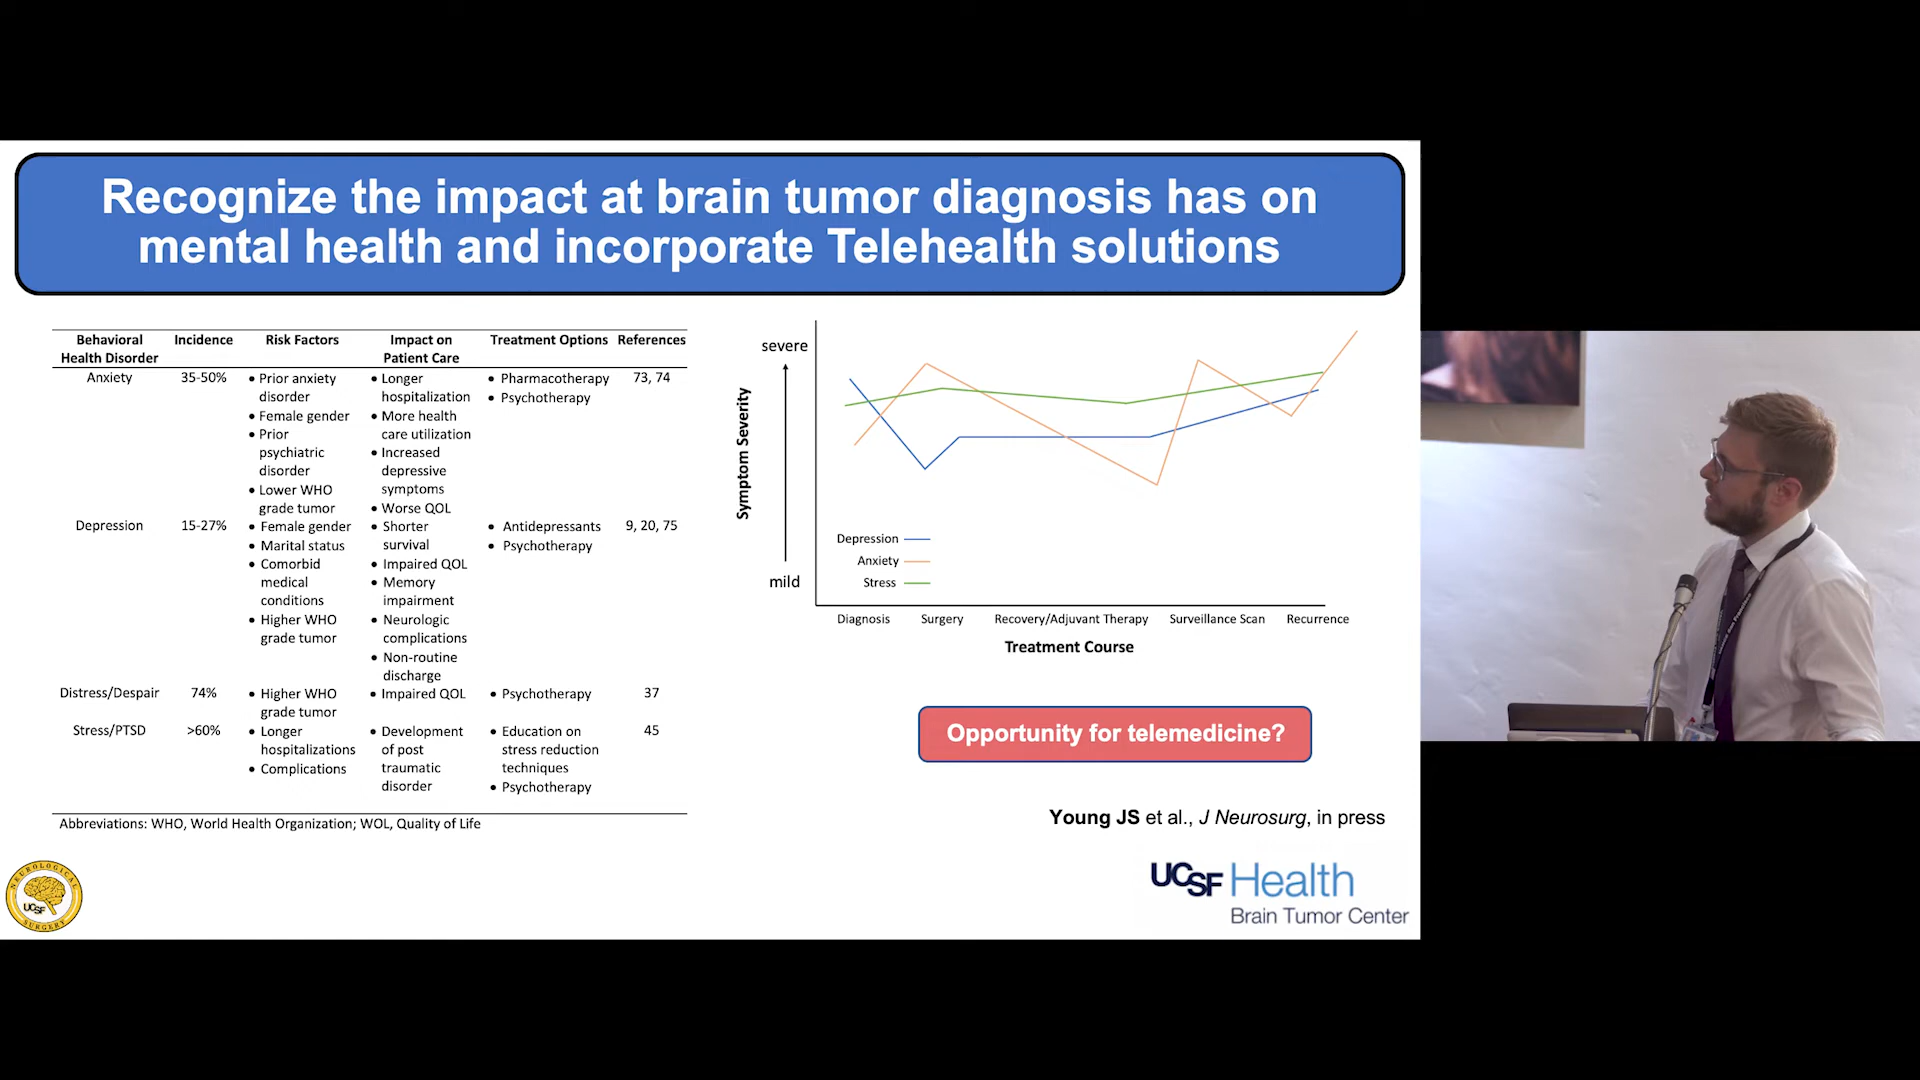 Recognize the impact at brain tumor diagnosis has on
mental health and incorporate Telehealth solutions
Behavioral
Health Disorder
Incidence
Risk Factors
Impact on
Patient Care
Treatment Options
References
Anxiety
35-50%
• Prior anxiety
disorder
• Female gender
• Prior
psychiatric
disorder
• Lower WHO
grade tumor
• Longer
hospitalization
• More health
care utilization
• Increased
depressive
symptoms
• Worse QOL
• Pharmacotherapy
• Psychotherapy
73, 74
Depression
15-27%
• Female gender
• Marital status
• Comorbid
medical
conditions
• Higher WHO
grade tumor
• Shorter
survival
• Impaired QOL
• Memory
impairment
• Neurologic
complications
• Non-routine
discharge
• Antidepressants
• Psychotherapy
9, 20, 75
Distress/Despair
74%
• Higher WHO
grade tumor
• Impaired QOL
• Psychotherapy
37
Stress/PTSD
>60%
• Longer
hospitalizations
• Complications
• Development
of post
traumatic
disorder
• Education on
stress reduction
techniques
• Psychotherapy
45
Abbreviations: WHO, World Health Organization; WOL, Quality of Life
severe
Symptom Severity
mild
Depression
Anxiety
Stress
Diagnosis
Surgery
Recovery/Adjuvant Therapy
Surveillance Scan
Recurrence
Treatment Course
Opportunity for telemedicine?
Young JS et al., J Neurosurg, in press
NEUROLOGICAL
UCSF
SURGERY
UCSF Health
Brain Tumor Center